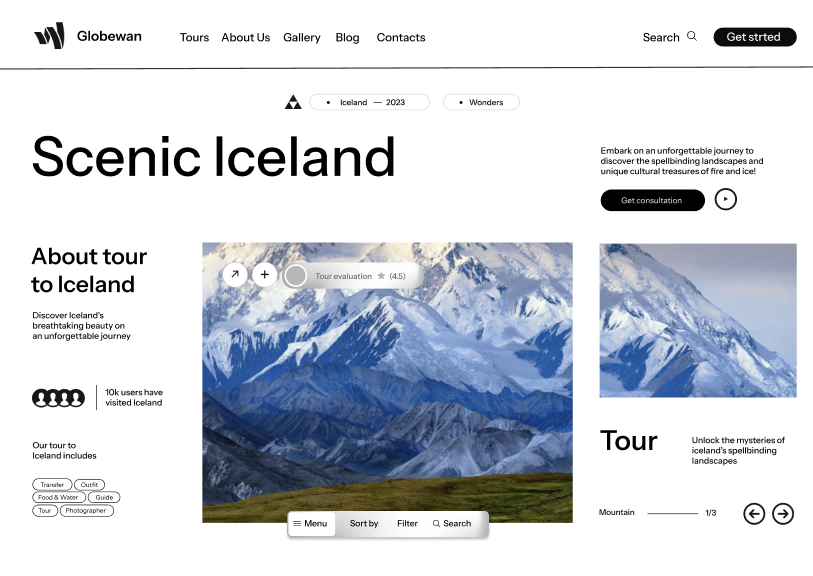 Globewan
Tours About Us Gallery Blog Contacts
Search
Get strted
Iceland — 2023
Wonders
Scenic Iceland
Embark on an unforgettable journey to
discover the spellbinding landscapes and
unique cultural treasures of fire and ice!
Get consultation
About tour
to Iceland
Discover Iceland's
breathtaking beauty on
an unforgettable journey
10k users have
visited Iceland
Our tour to
Iceland includes
Transfer Outfit
Food & Water Guide
Tour Photographer
Tour evaluation ★ (4.5)
Menu Sort by Filter Search
Tour
Unlock the mysteries of
iceland's spellbinding
landscapes
Mountain 1/3